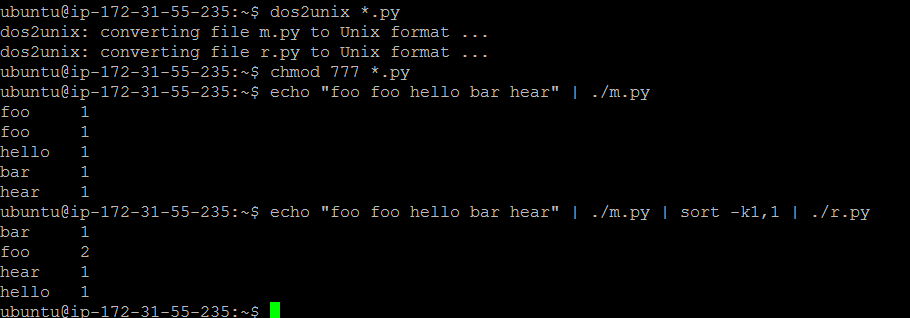 ubuntu@ip-172-31-55-235:~$ dos2unix *.py
dos2unix: converting file m.py to Unix format ...
dos2unix: converting file r.py to Unix format ...
ubuntu@ip-172-31-55-235:~$ chmod 777 *.py
ubuntu@ip-172-31-55-235:~$ echo "foo foo hello bar hear" | ./m.py
foo     1
foo     1
hello   1
bar     1
hear    1
ubuntu@ip-172-31-55-235:~$ echo "foo foo hello bar hear" | ./m.py | sort -k1,1 | ./r.py
bar     1
foo     2
hear    1
hello   1
ubuntu@ip-172-31-55-235:~$